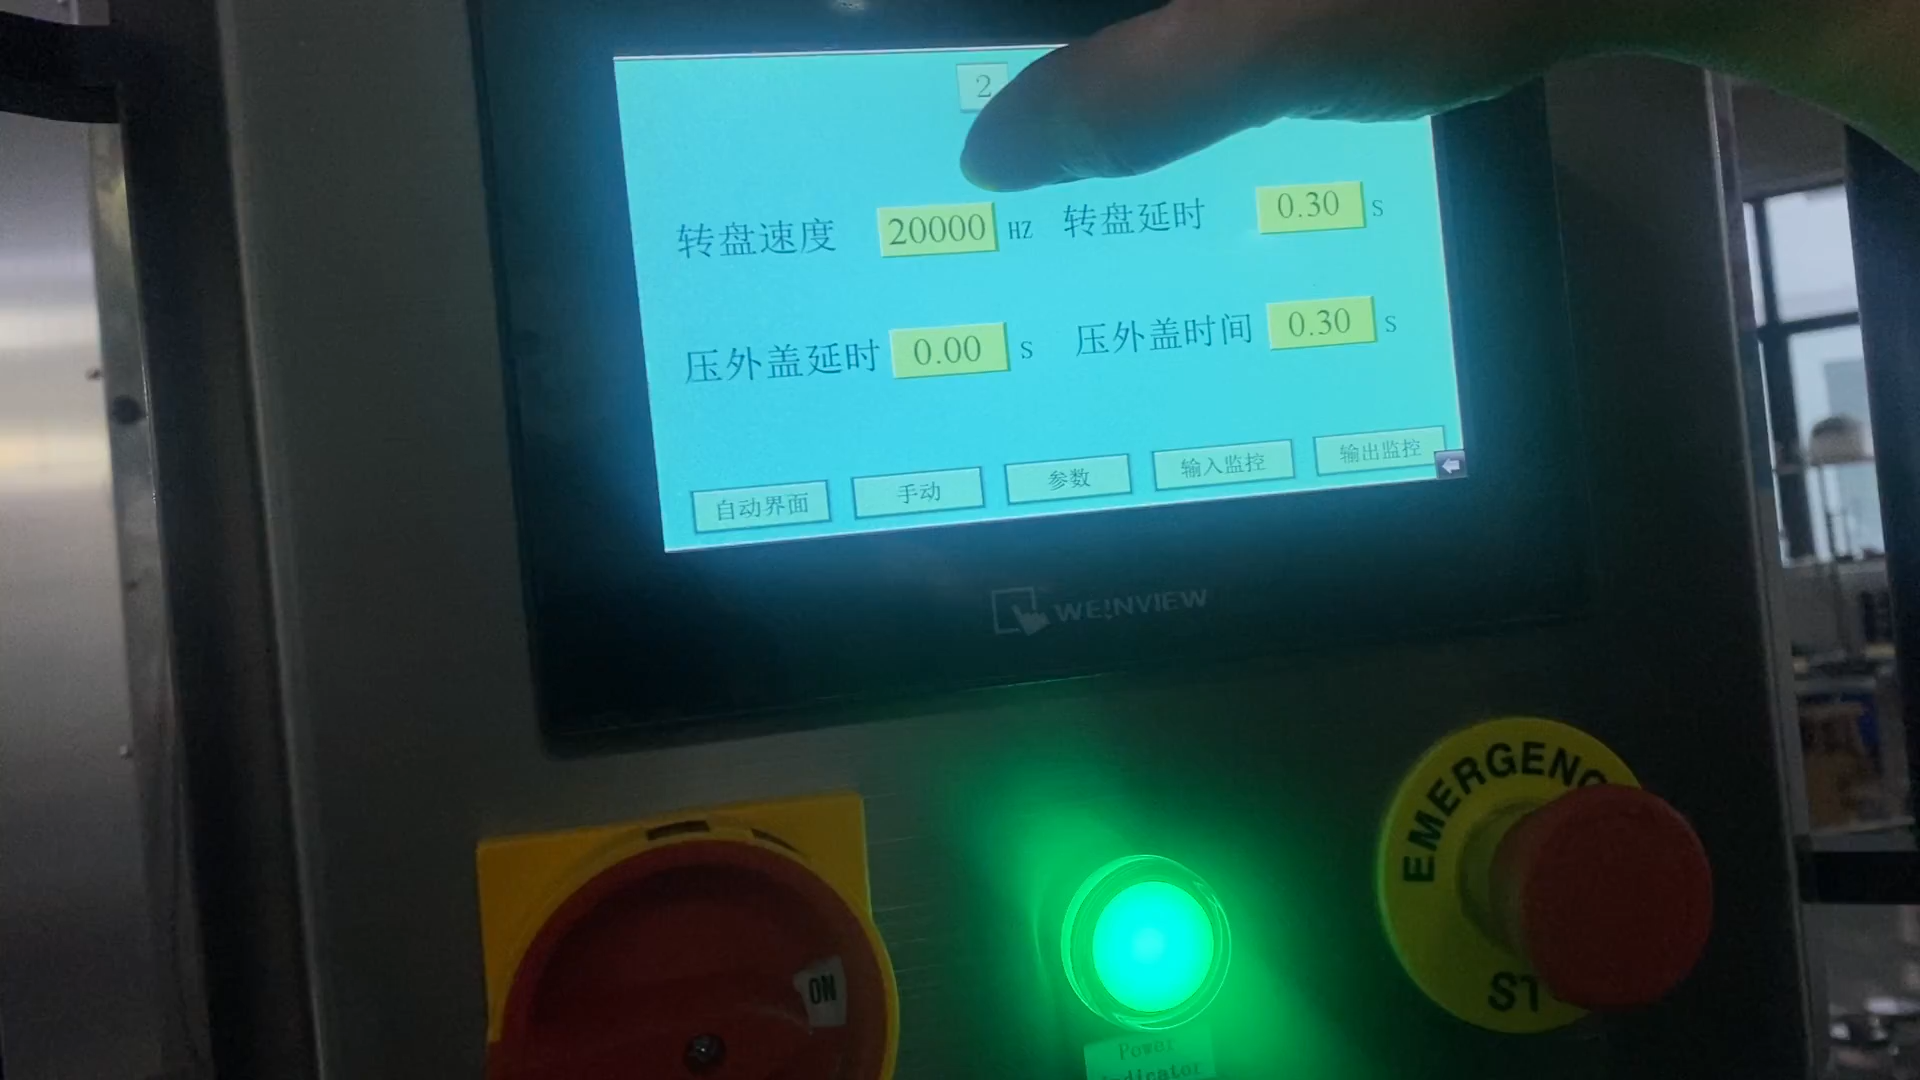 2
转盘速度 20000 HZ 转盘延时 0.30 S
压外盖延时 0.00 S 压外盖时间 0.30 S
自动界面 手动 参数 输入监控 输出监控
WEINVIEW
EMERGENC
ST
ON
Power
indicator